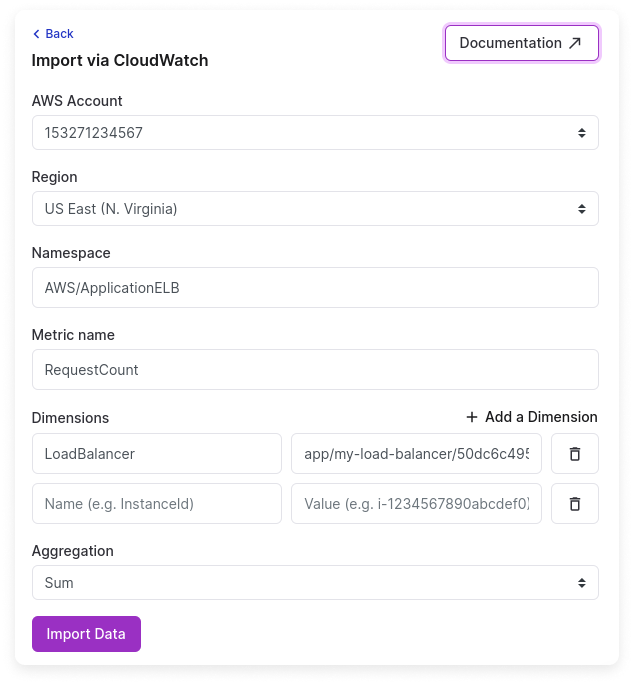 Back
Documentation
Import via CloudWatch
AWS Account
153271234567
Region
US East (N. Virginia)
Namespace
AWS/ApplicationELB
Metric name
RequestCount
Dimensions
Add a Dimension
LoadBalancer
app/my-load-balancer/50dc6c495
Name (e.g. InstanceId)
Value (e.g. i-1234567890abcdef0)
Aggregation
Sum
Import Data